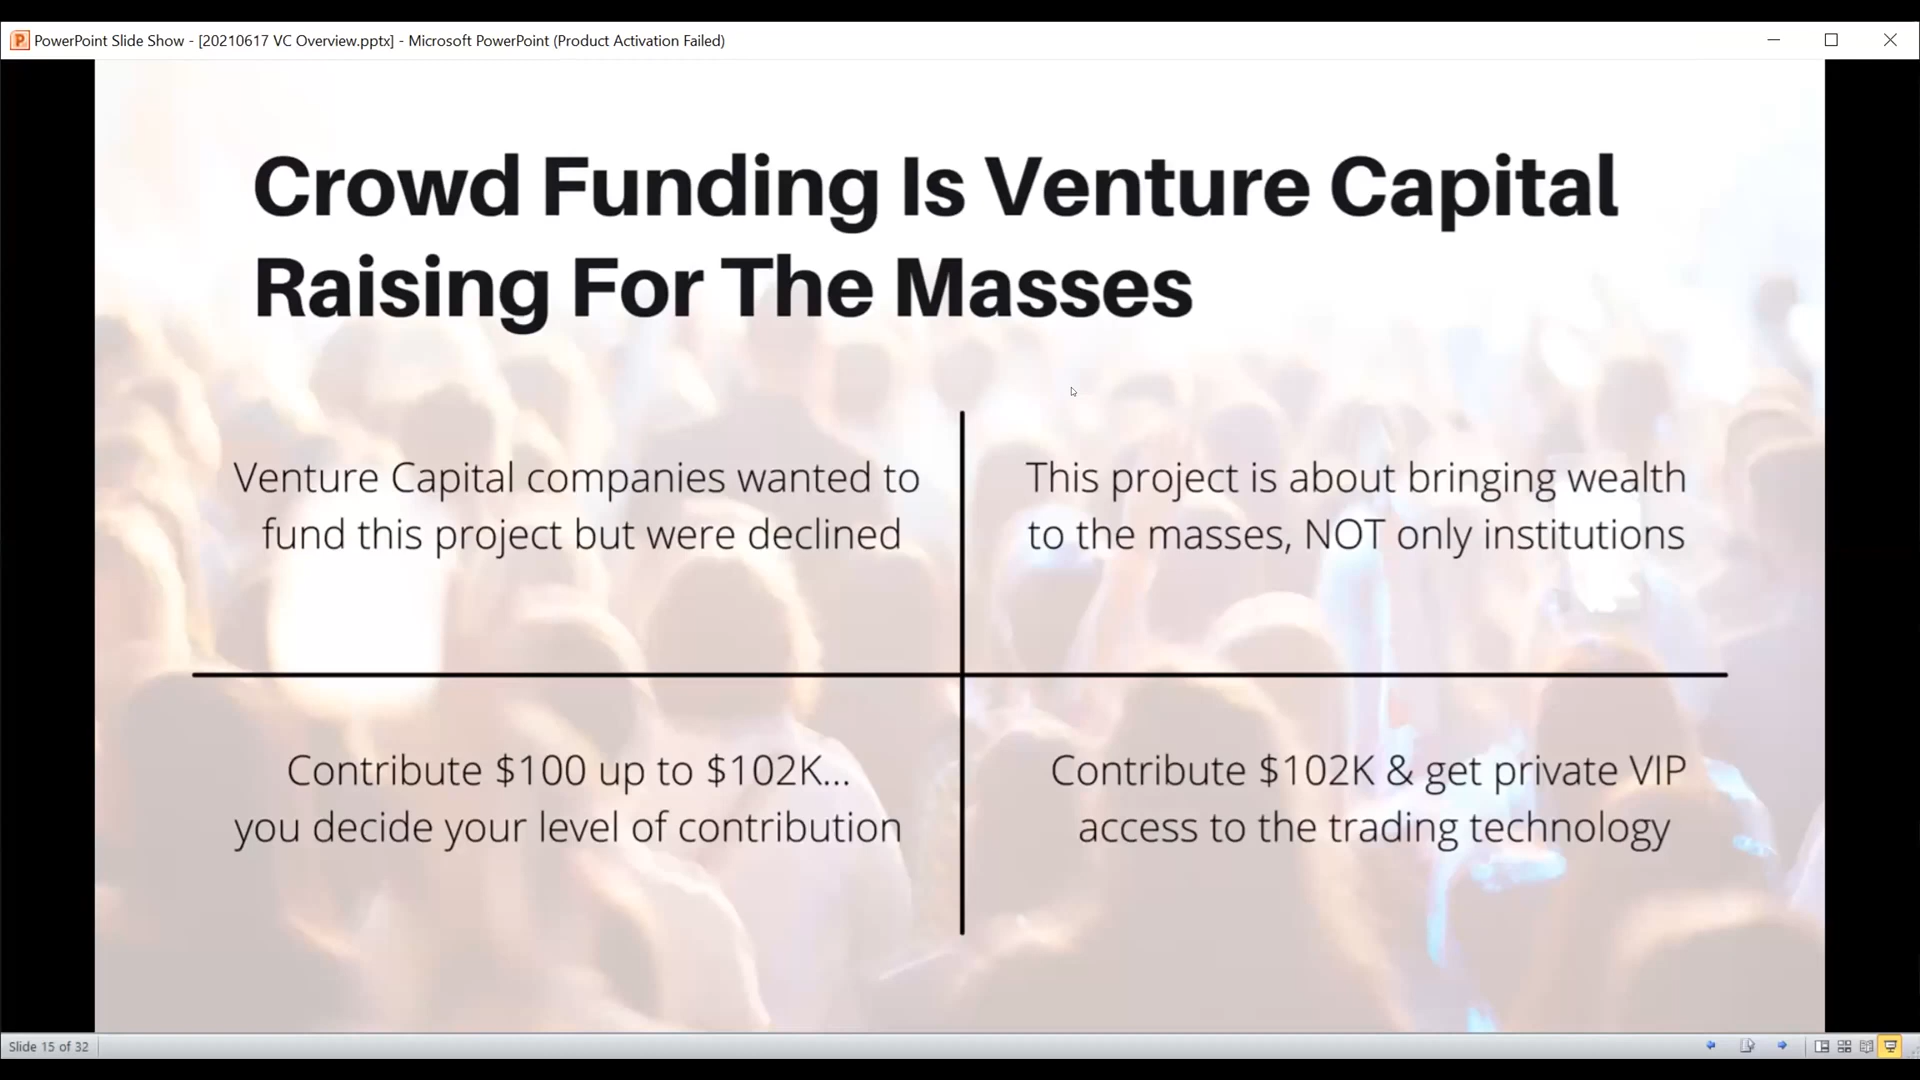 PowerPoint Slide Show - [20210617 VC Overview.pptx] - Microsoft PowerPoint (Product Activation Failed)
Crowd Funding Is Venture Capital
Raising For The Masses
Venture Capital companies wanted to
fund this project but were declined
This project is about bringing wealth
to the masses, NOT only institutions
Contribute $100 up to $102K...
you decide your level of contribution
Contribute $102K & get private VIP
access to the trading technology
Slide 15 of 32